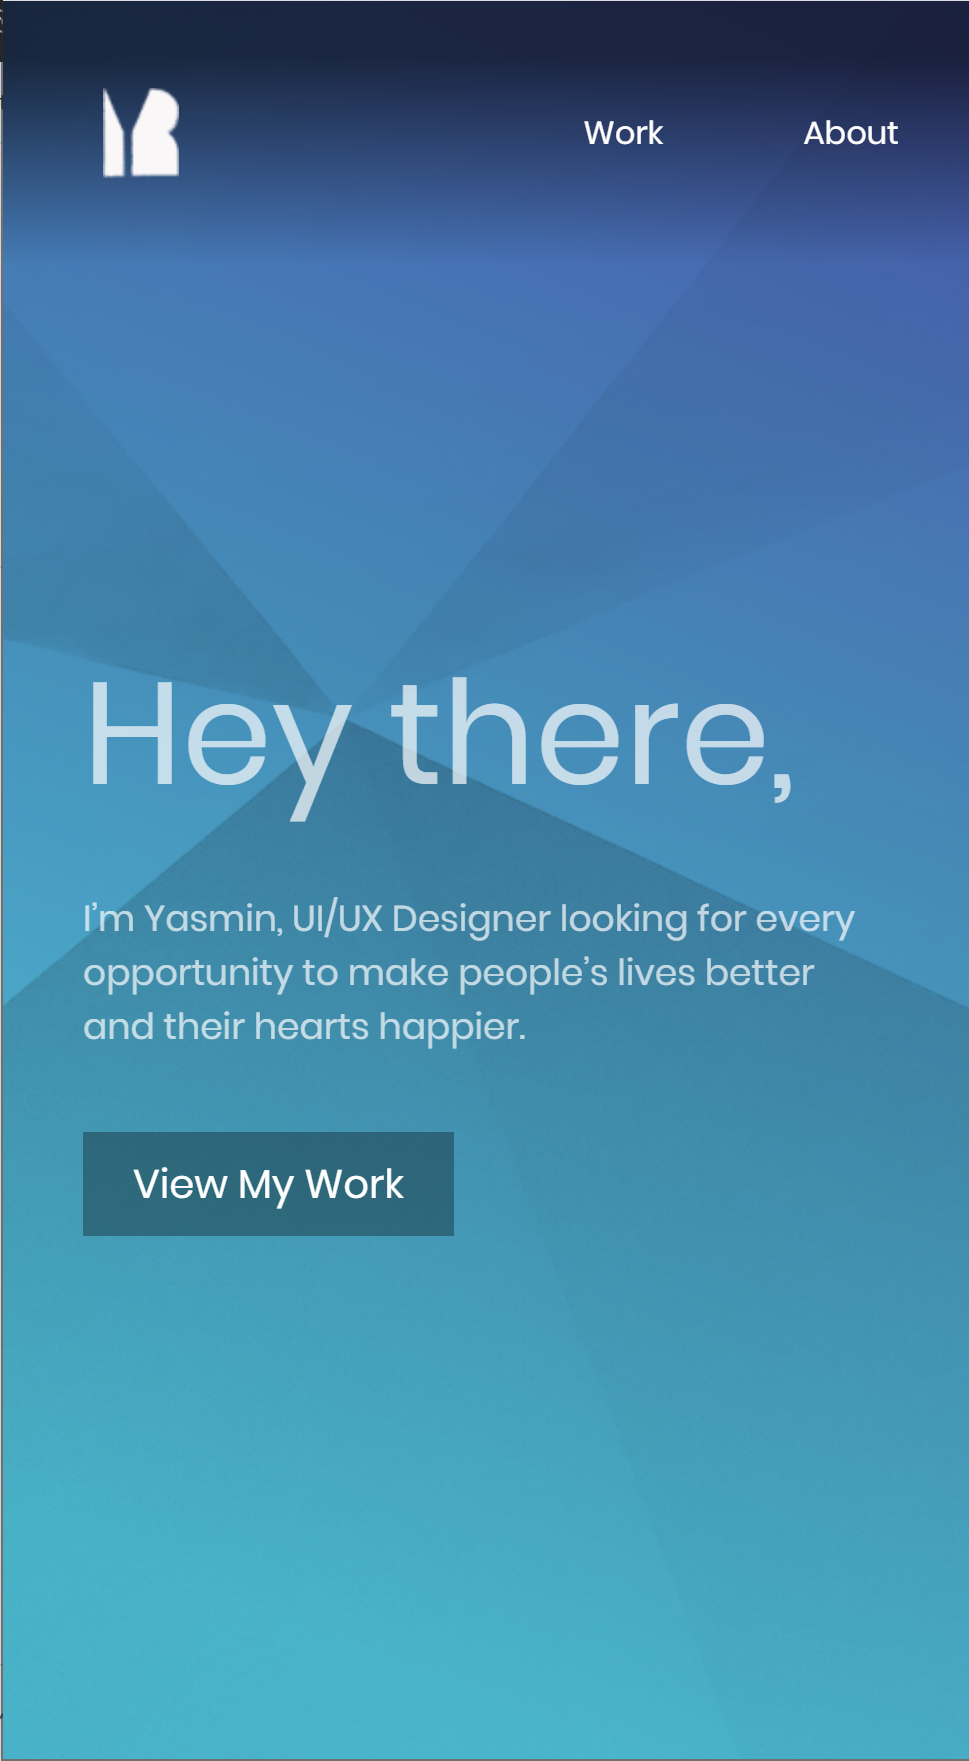 YB
Work
About
Hey there,
I’m Yasmin, UI/UX Designer looking for every
opportunity to make people’s lives better
and their hearts happier.
View My Work